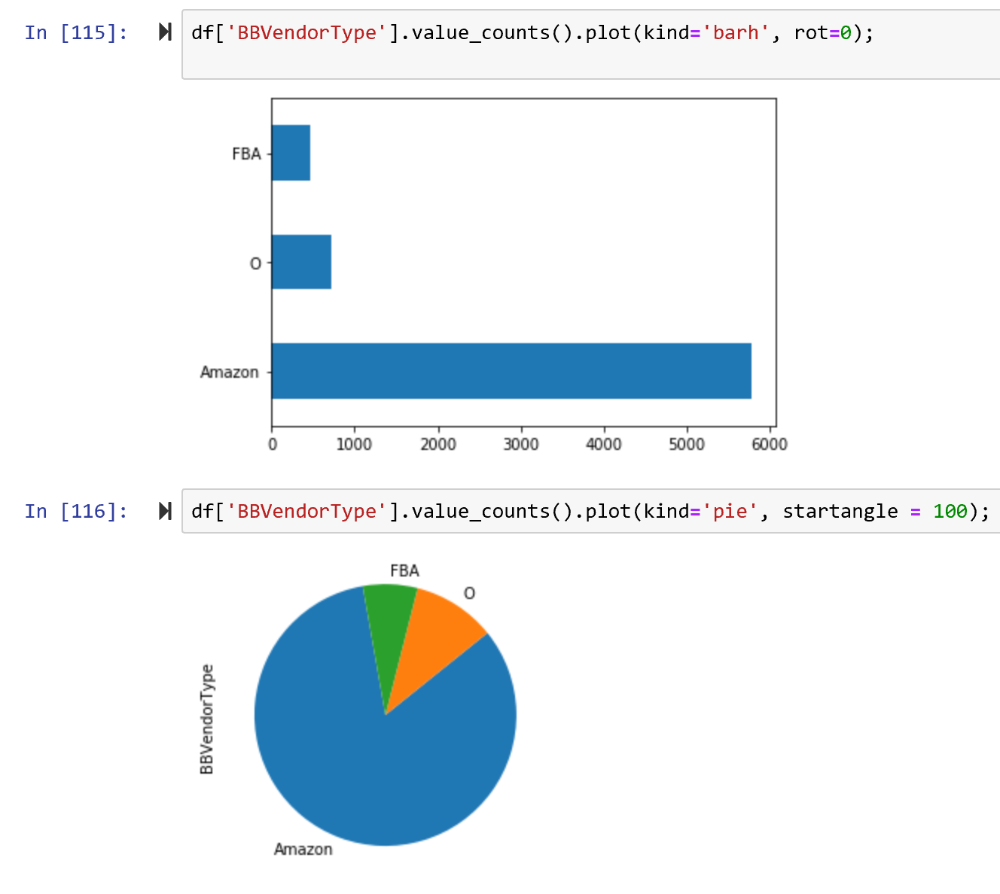 In [115]:
df['BBVendorType'].value_counts().plot(kind='barh', rot=0);
FBA
O
Amazon
0 1000 2000 3000 4000 5000 6000
In [116]:
df['BBVendorType'].value_counts().plot(kind='pie', startangle = 100);
FBA
O
BBVendorType
Amazon